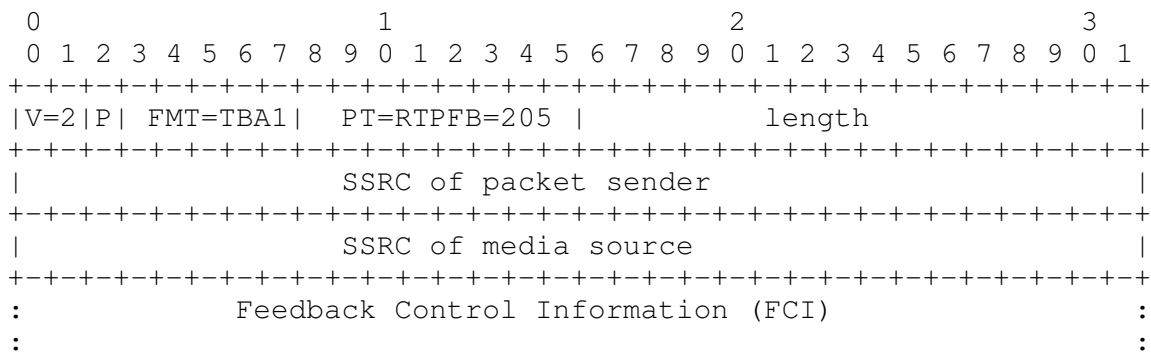 0                   1                   2                   3
 0 1 2 3 4 5 6 7 8 9 0 1 2 3 4 5 6 7 8 9 0 1 2 3 4 5 6 7 8 9 0 1
+-+-+-+-+-+-+-+-+-+-+-+-+-+-+-+-+-+-+-+-+-+-+-+-+-+-+-+-+-+-+-+-+
|V=2|P| FMT=TBA1|  PT=RTPFB=205 |          length               |
+-+-+-+-+-+-+-+-+-+-+-+-+-+-+-+-+-+-+-+-+-+-+-+-+-+-+-+-+-+-+-+-+
|                  SSRC of packet sender                        |
+-+-+-+-+-+-+-+-+-+-+-+-+-+-+-+-+-+-+-+-+-+-+-+-+-+-+-+-+-+-+-+-+
|                  SSRC of media source                         |
+-+-+-+-+-+-+-+-+-+-+-+-+-+-+-+-+-+-+-+-+-+-+-+-+-+-+-+-+-+-+-+-+
:            Feedback Control Information (FCI)                 :
:                                                               :